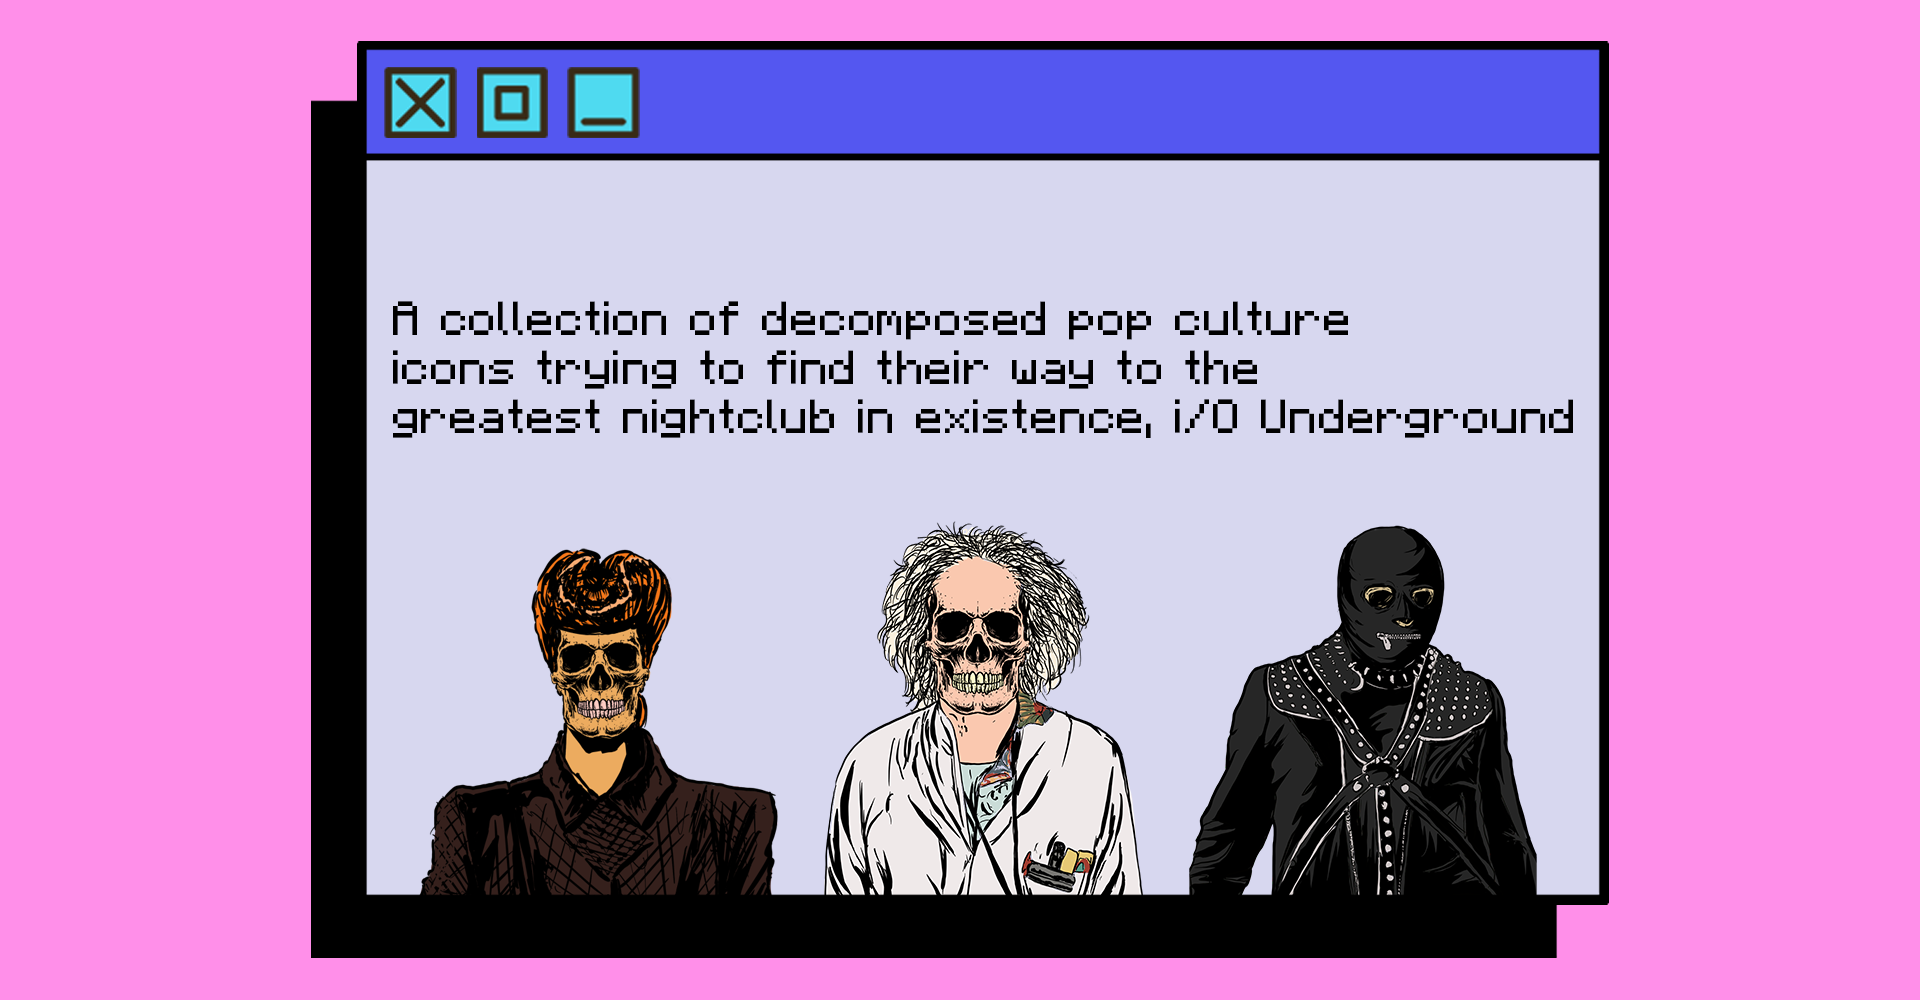 A collection of decomposed pop culture
icons trying to find their way to the
greatest nightclub in existence, i/O Underground